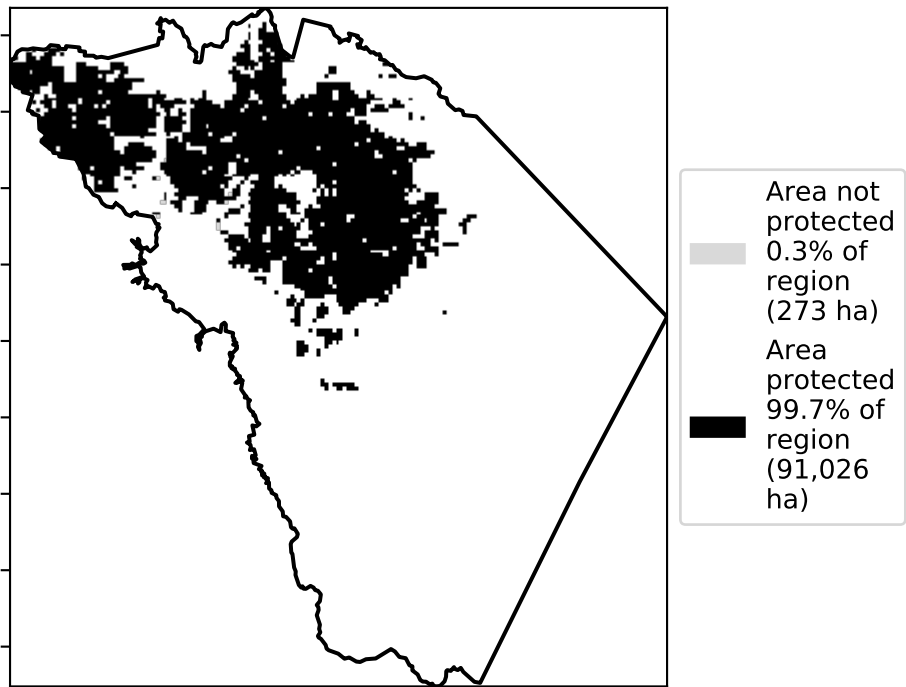 Area not
protected
0.3% of
region
(273 ha)
Area
protected
99.7% of
region
(91,026
ha)